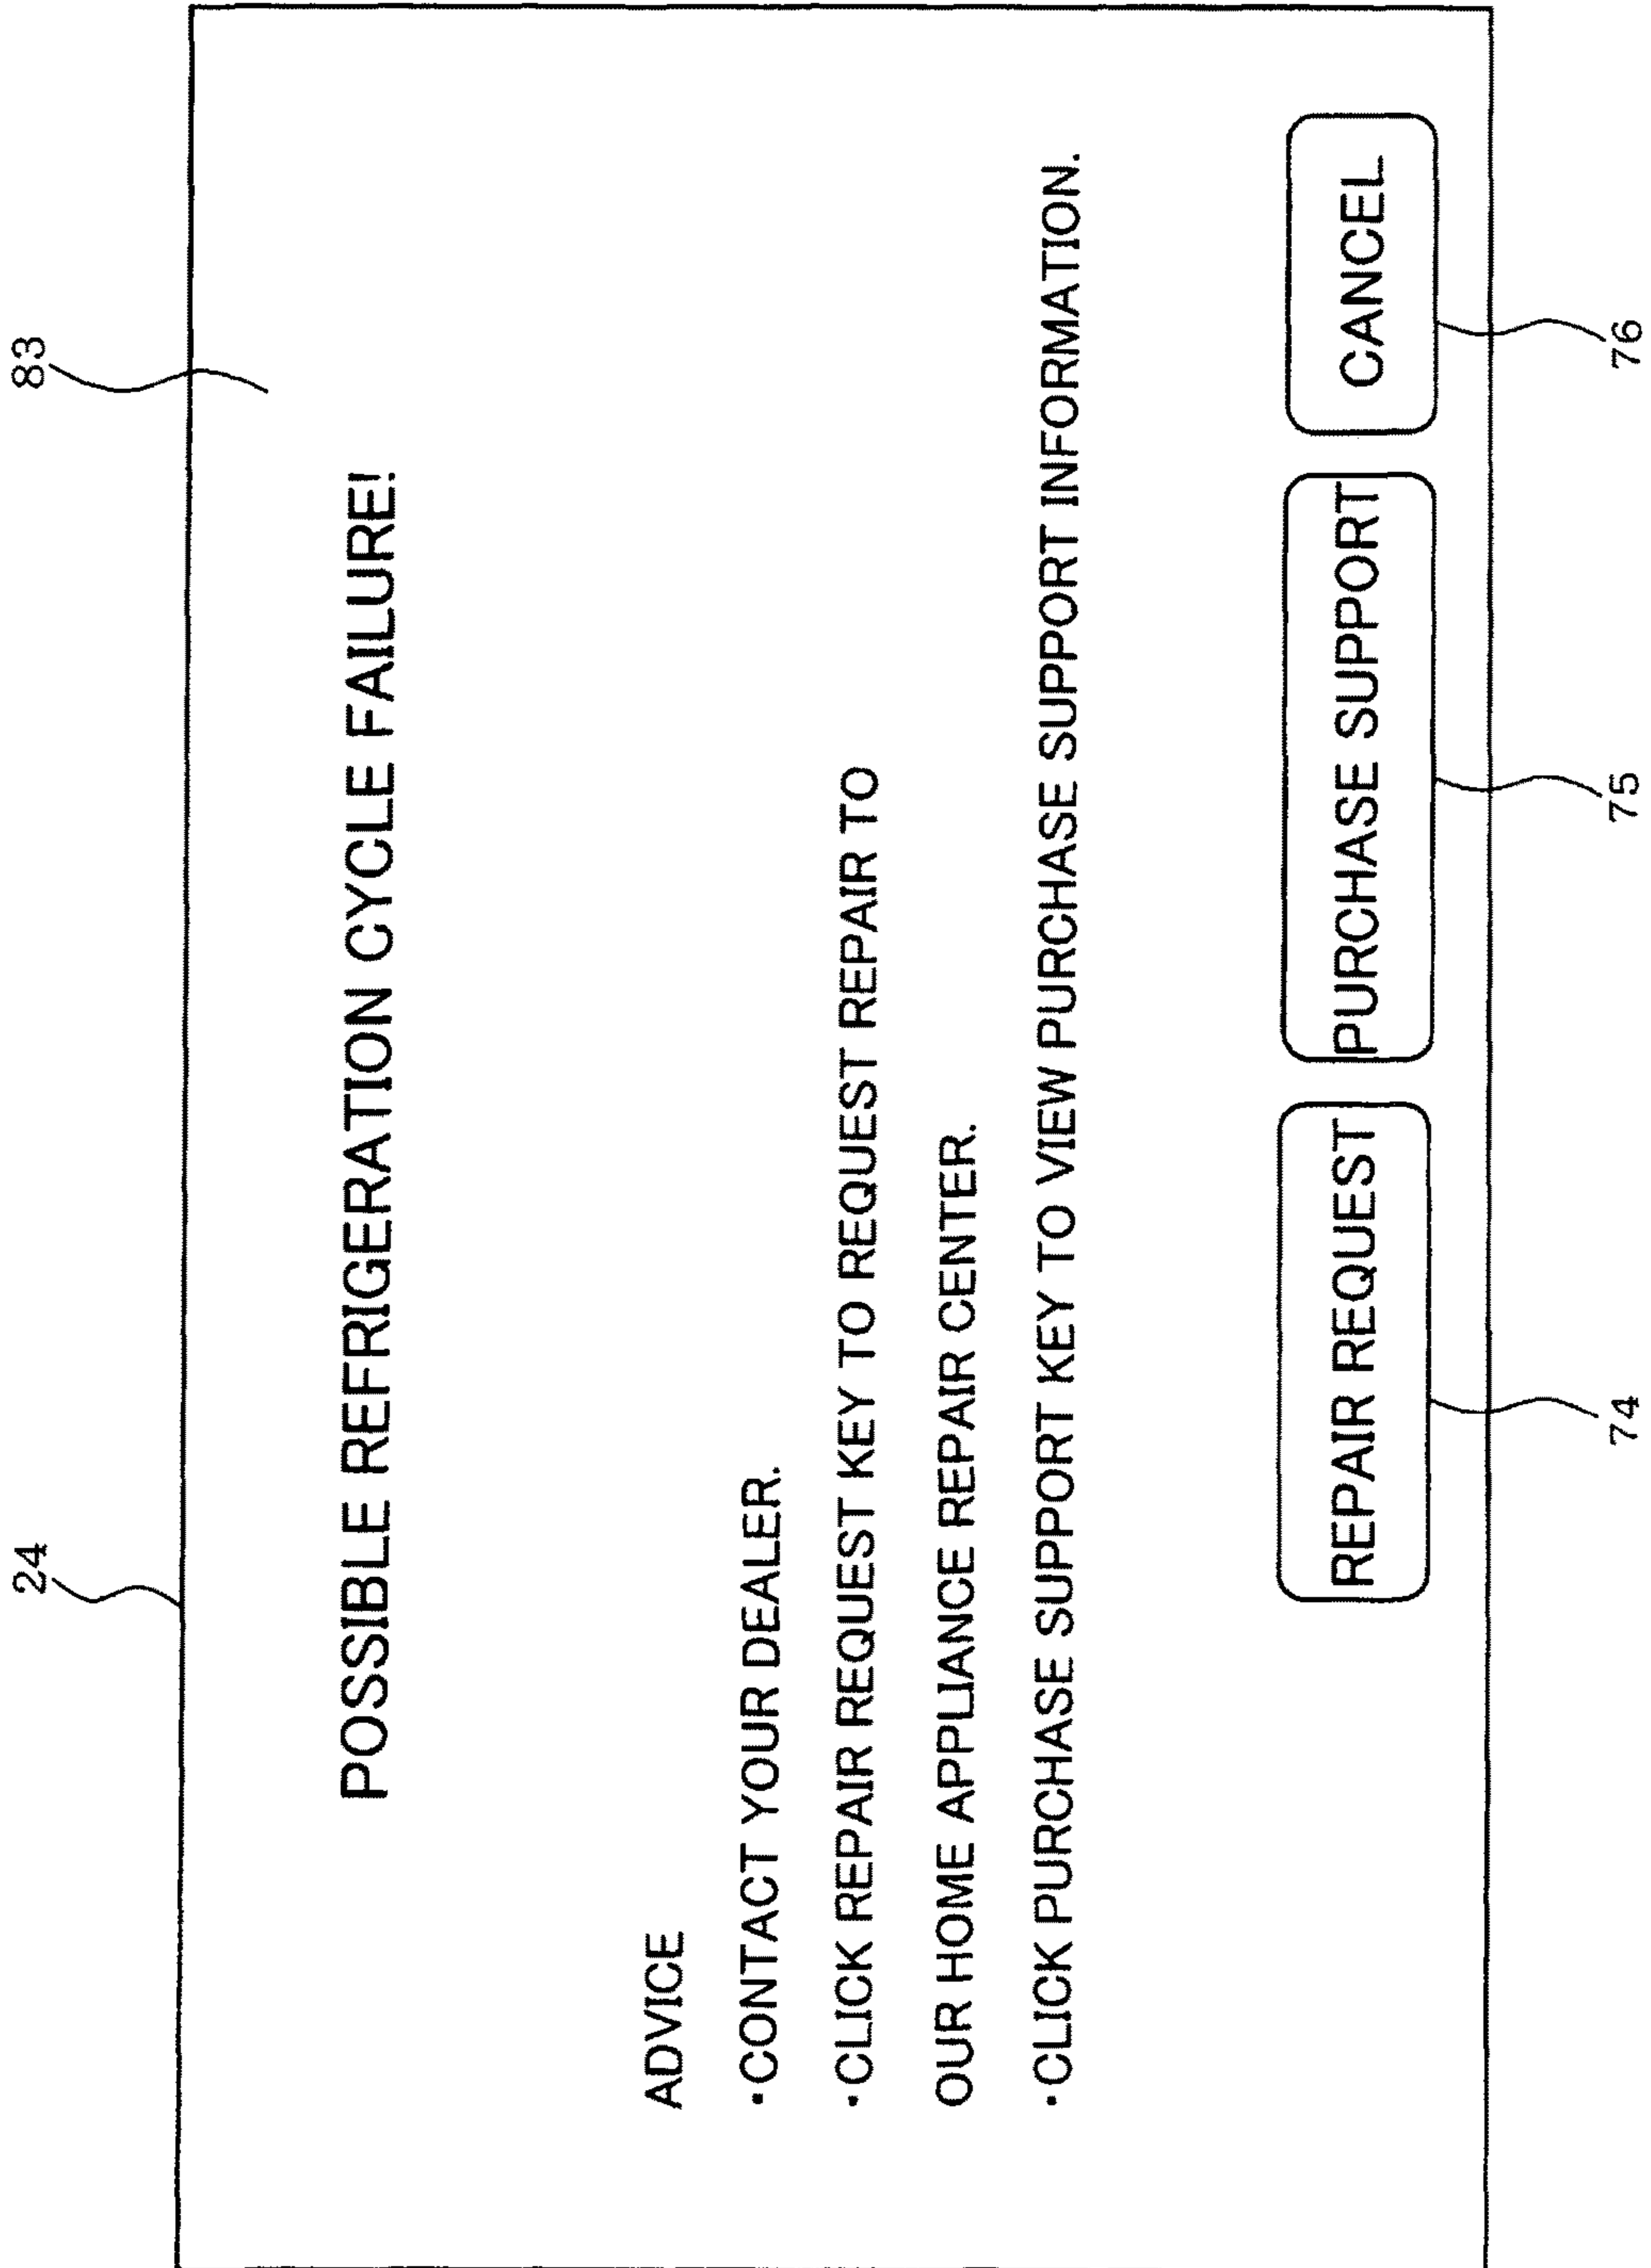 24
83
POSSIBLE REFRIGERATION CYCLE FAILURE!
ADVICE
·CONTACT YOUR DEALER.
·CLICK REPAIR REQUEST KEY TO REQUEST REPAIR TO
OUR HOME APPLIANCE REPAIR CENTER.
·CLICK PURCHASE SUPPORT KEY TO VIEW PURCHASE SUPPORT INFORMATION.
REPAIR REQUEST
PURCHASE SUPPORT
CANCEL
74
75
76